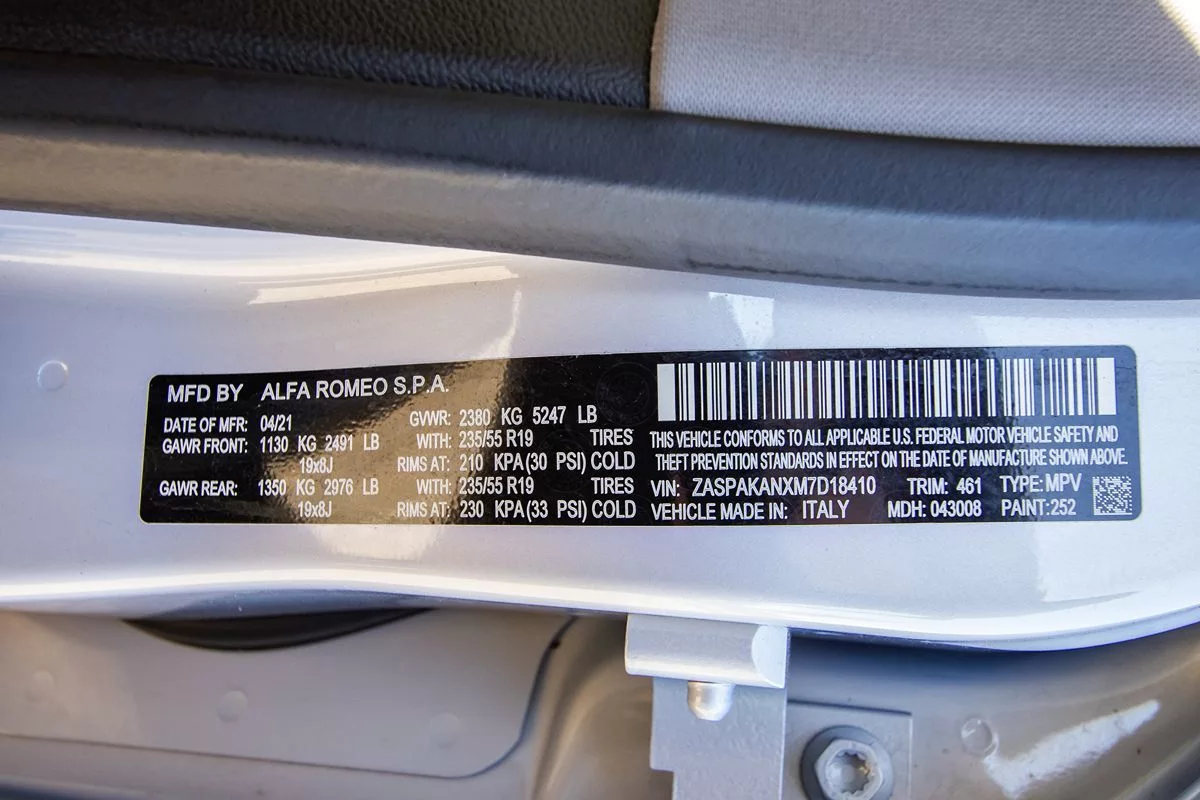 MFD BY ALFA ROMEO S.P.A.
DATE OF MFR: 04/21 GVWR: 2380 KG 5247 LB
GAWR FRONT: 1130 KG 2491 LB WITH: 235/55 R19 TIRES
19x8J RIMS AT: 210 KPA(30 PSI) COLD
GAWR REAR: 1350 KG 2976 LB WITH: 235/55 R19 TIRES
19x8J RIMS AT: 230 KPA(33 PSI) COLD
THIS VEHICLE CONFORMS TO ALL APPLICABLE U.S. FEDERAL MOTOR VEHICLE SAFETY AND
THEFT PREVENTION STANDARDS IN EFFECT ON THE DATE OF MANUFACTURE SHOWN ABOVE.
VIN: ZASPAKANXM7D18410 TRIM: 461 TYPE: MPV
VEHICLE MADE IN: ITALY MDH: 043008 PAINT: 252